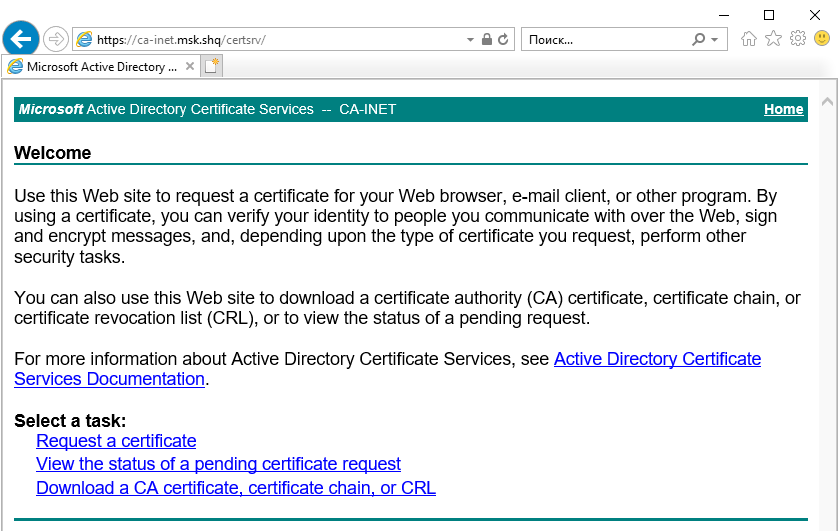 https://ca-inet.msk.shq/certsrv/
Поиск...
Microsoft Active Directory ...
Microsoft Active Directory Certificate Services -- CA-INET
Home
Welcome
Use this Web site to request a certificate for your Web browser, e-mail client, or other program. By
using a certificate, you can verify your identity to people you communicate with over the Web, sign
and encrypt messages, and, depending upon the type of certificate you request, perform other
security tasks.
You can also use this Web site to download a certificate authority (CA) certificate, certificate chain, or
certificate revocation list (CRL), or to view the status of a pending request.
For more information about Active Directory Certificate Services, see Active Directory Certificate
Services Documentation.
Select a task:
Request a certificate
View the status of a pending certificate request
Download a CA certificate, certificate chain, or CRL